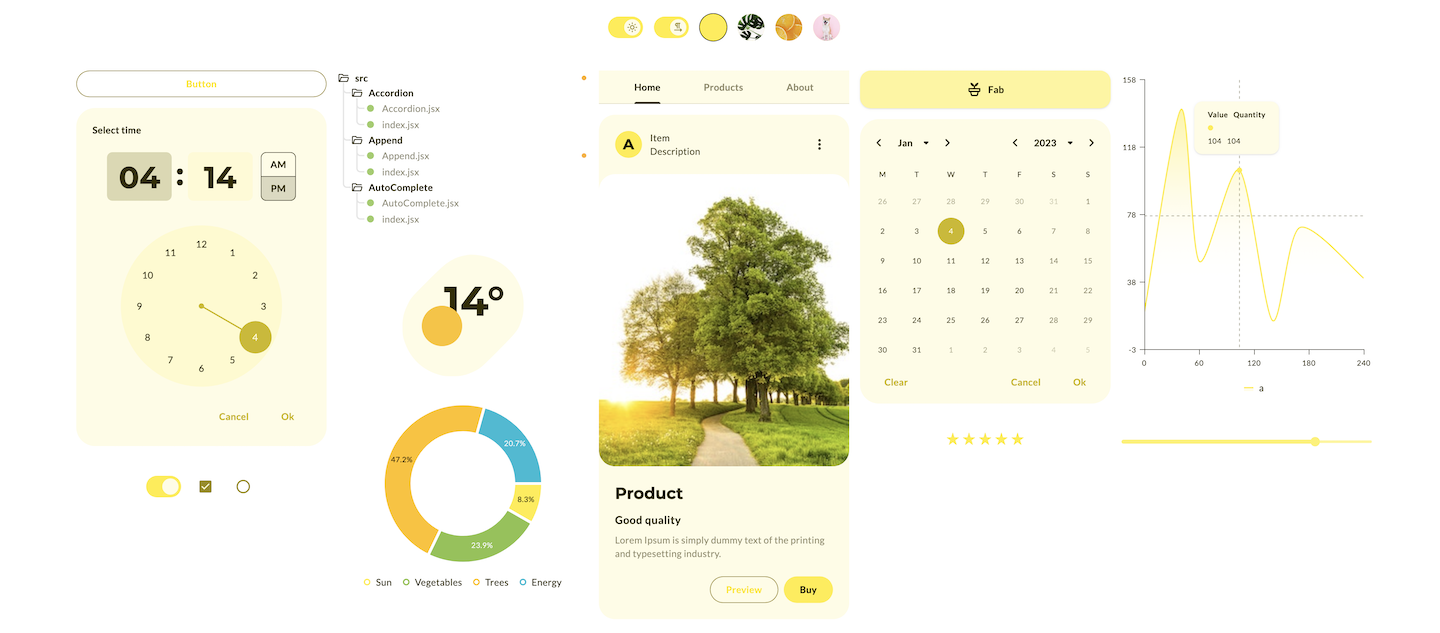 Button
Select time
04 : 14
AM
PM
12
11 1
10 2
9 3
8 4
7 5
6
Cancel Ok
src
Accordion
Accordion.jsx
index.jsx
Append
Append.jsx
index.jsx
AutoComplete
AutoComplete.jsx
index.jsx
14°
20.7%
47.2%
8.3%
23.9%
Sun Vegetables Trees Energy
Home Products About
A
Item
Description
Product
Good quality
Lorem Ipsum is simply dummy text of the printing
and typesetting industry.
Preview Buy
Fab
Jan 2023
M T W T F S S
26 27 28 29 30 31 1
2 3 4 5 6 7 8
9 10 11 12 13 14 15
16 17 18 19 20 21 22
23 24 25 26 27 28 29
30 31 1 2 3 4 5
Clear Cancel Ok
158
Value Quantity
104 104
118
78
38
-3
0 60 120 180 240
a